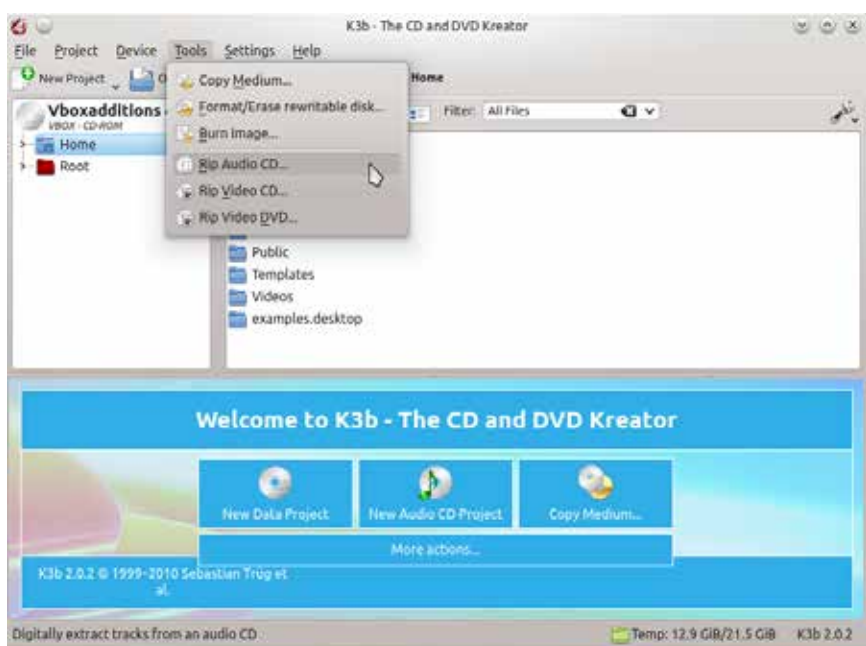 K3b - The CD and DVD Kreator
File Project Device Tools Settings Help
New Project O
Home
Copy Medium...
Format/Erase rewritable disk...
Burn Image...
Rip Audio CD...
Rip Video CD...
Rip Video DVD...
Filter: All Files
Vboxadditions
VBOX - CD-ROM
Home
Root
Public
Templates
Videos
examples.desktop
Welcome to K3b - The CD and DVD Kreator
New Data Project
New Audio CD Project
Copy Medium...
More actions...
K3b 2.0.2 © 1999-2010 Sebastian Trüg et
al.
Digitally extract tracks from an audio CD
Temp: 12.9 GiB/21.5 GiB K3b 2.0.2